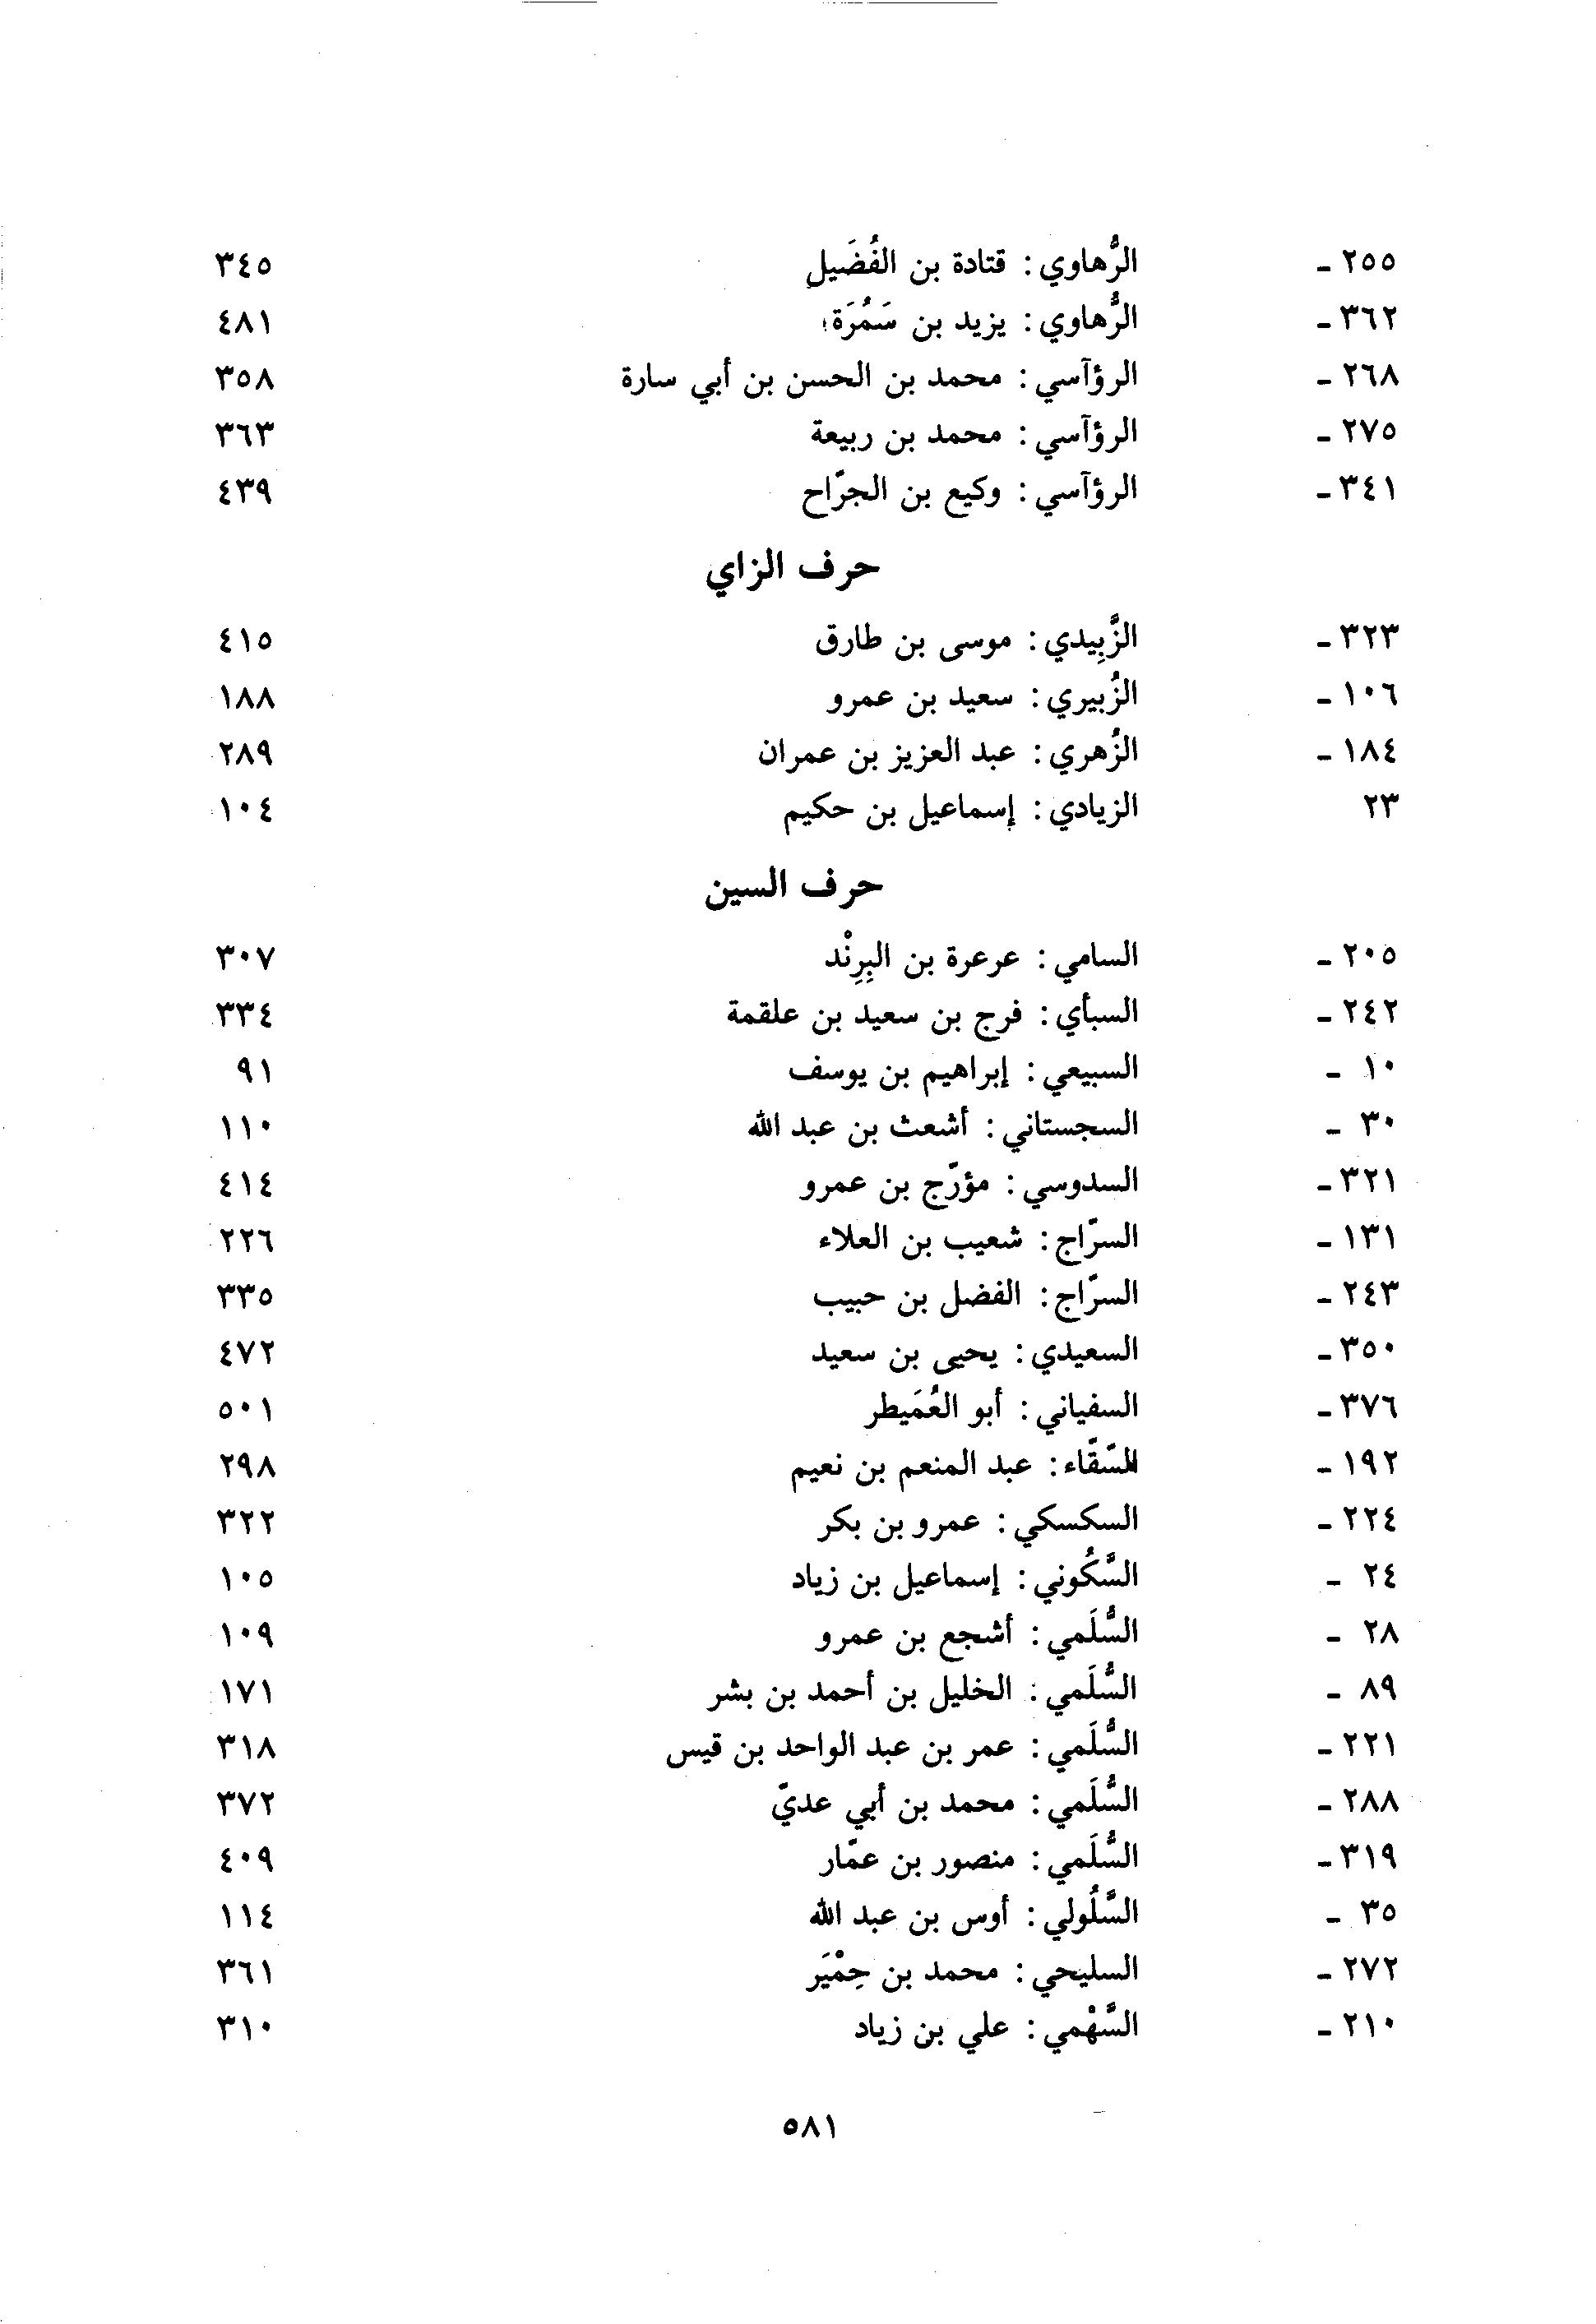 ٢٥٥ - الرُّهاوي : قتادة بن الفُضَيل ٣٤٥
٣٦٢ - الرُّهاوي : يزيد بن سَمُرَة ٤٨١
٢٦٨ - الرؤآسي : محمد بن الحسن بن أبي سارة ٣٥٨
٢٧٥ - الرؤآسي : محمد بن ربيعة ٣٦٣
٣٤١ - الرؤآسي : وكيع بن الجرّاح ٤٣٩
حرف الزاي
٣٢٣ - الزَّبِيدي : موسى بن طارق ٤١٥
١٠٦ - الزُبيري : سعيد بن عمرو ١٨٨
١٨٤ - الزُهري : عبد العزيز بن عمران ٢٨٩
٢٣ الزيادي : إسماعيل بن حكيم ١٠٤
حرف السين
٢٠٥ - السامي : عرعرة بن البِرِنْد ٣٠٧
٢٤٢ - السبأي : فرج بن سعيد بن علقمة ٣٣٤
١٠ - السبيعي : إبراهيم بن يوسف ٩١
٣٠ - السجستاني : أشعث بن عبد الله ١١٠
٣٢١ - السدوسي : مؤرّج بن عمرو ٤١٤
١٣١ - السرّاج : شعيب بن العلاء ٢٢٦
٢٤٣ - السرّاج : الفضل بن حبيب ٣٣٥
٣٥٠ - السعيدي : يحيى بن سعيد ٤٧٢
٣٧٦ - السفياني : أبو العُمَيطر ٥٠١
١٩٢ - السّقّاء : عبد المنعم بن نعيم ٢٩٨
٢٢٤ - السكسكي : عمرو بن بكر ٣٢٢
٢٤ - السَّكُوني : إسماعيل بن زياد ١٠٥
٢٨ - السُّلَمي : أشجع بن عمرو ١٠٩
٨٩ - السُّلَمي : الخليل بن أحمد بن بشر ١٧١
٢٢١ - السُّلَمي : عمر بن عبد الواحد بن قيس ٣١٨
٢٨٨ - السُّلَمي : محمد بن أبي عديّ ٣٧٢
٣١٩ - السُّلَمي : منصور بن عمّار ٤٠٩
٣٥ - السَّلُولي : أوس بن عبد الله ١١٤
٢٧٢ - السليحي : محمد بن حِمْيَر ٣٦١
٢١٠ - السَّهْمي : علي بن زياد ٣١٠
٥٨١